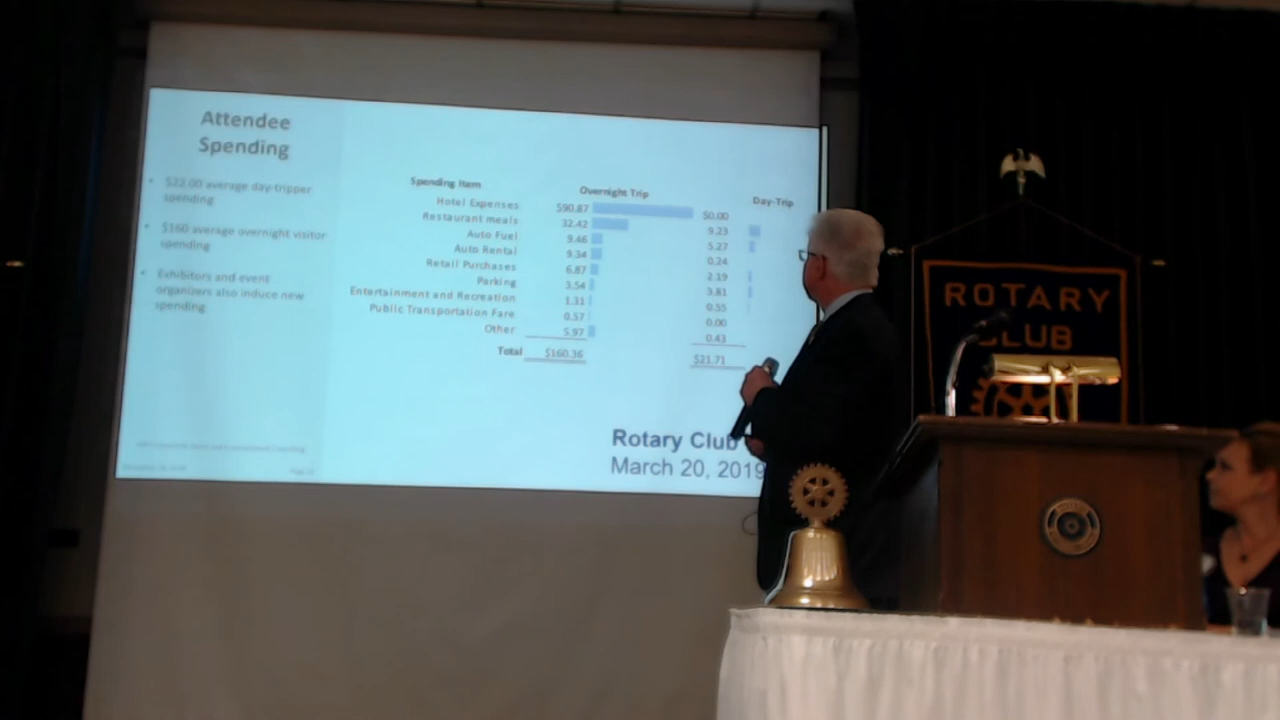 Attendee
Spending
• $22.00 average day-tripper
spending
• $160 average overnight visitor
spending
• Exhibitors and event
organizers also induce new
spending
Spending Item Overnight Trip Day-Trip
Hotel Expenses $90.87 $0.00
Restaurant meals 32.42 9.23
Auto Fuel 9.46 5.27
Auto Rental 9.34 0.24
Retail Purchases 6.87 2.19
Parking 3.54 3.81
Entertainment and Recreation 1.31 0.55
Public Transportation Fare 0.57 0.00
Other 5.97 0.43
Total $160.36 $21.71
Rotary Club
March 20, 2019
ROTARY
CLUB